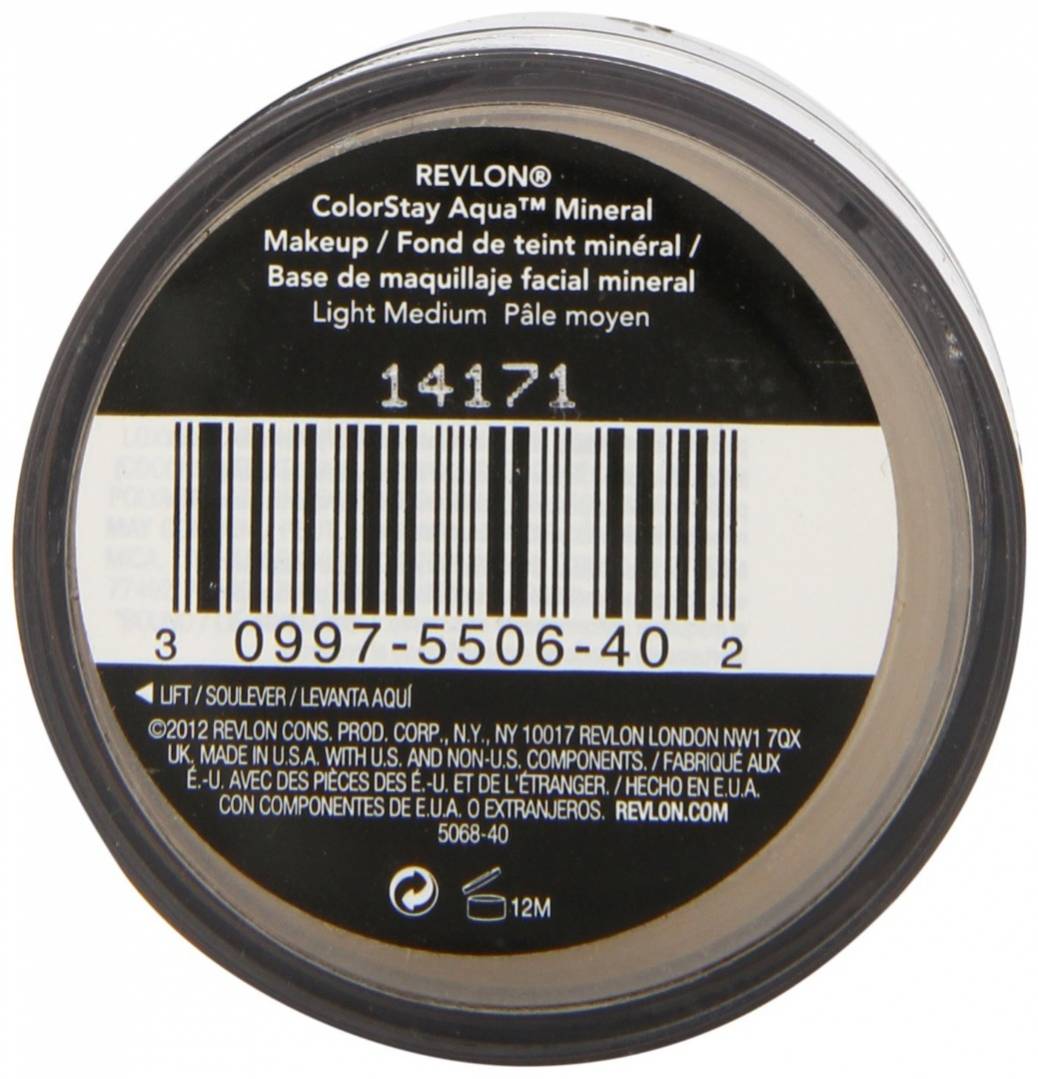 REVLON®
ColorStay Aqua™ Mineral
Makeup / Fond de teint minéral /
Base de maquillaje facial mineral
Light Medium Pâle moyen
14171
3 0997-5506-40 2
◀ LIFT / SOULEVER / LEVANTA AQUÍ
©2012 REVLON CONS. PROD. CORP., N.Y., NY 10017 REVLON LONDON NW1 7QX
UK. MADE IN U.S.A. WITH U.S. AND NON-U.S. COMPONENTS. / FABRIQUÉ AUX
É.-U. AVEC DES PIÈCES DES É.-U. ET DE L'ÉTRANGER. / HECHO EN E.U.A.
CON COMPONENTES DE E.U.A. O EXTRANJEROS. REVLON.COM
5068-40
12M